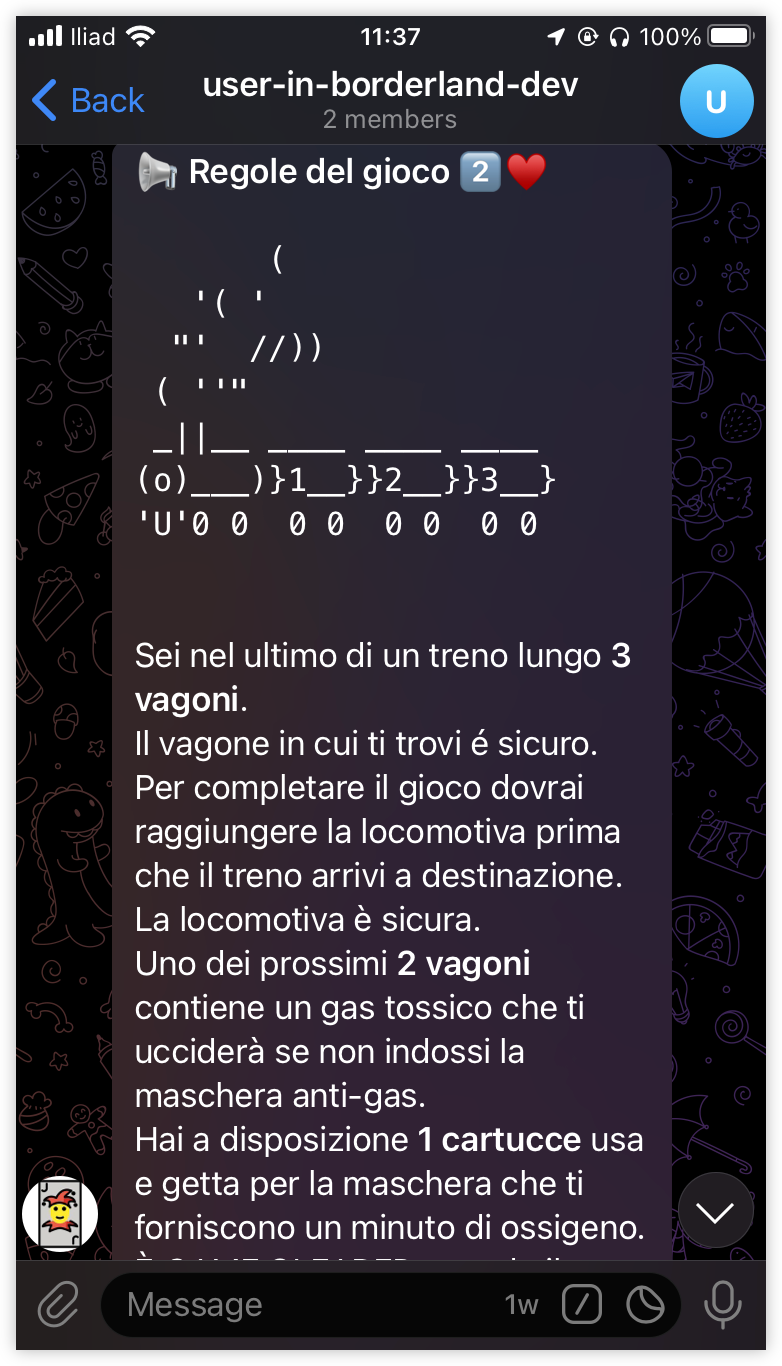 Iliad 11:37 100%
Back user-in-borderland-dev U
2 members
Regole del gioco 2
(
'( '
"'  //))
( ''"
_||__ ____ ____ ____
(o)___)}1__}}2__}}3__}
'U'0 0  0 0  0 0  0 0
Sei nel ultimo di un treno lungo 3
vagoni.
Il vagone in cui ti trovi é sicuro.
Per completare il gioco dovrai
raggiungere la locomotiva prima
che il treno arrivi a destinazione.
La locomotiva è sicura.
Uno dei prossimi 2 vagoni
contiene un gas tossico che ti
ucciderà se non indossi la
maschera anti-gas.
Hai a disposizione 1 cartucce usa
e getta per la maschera che ti
forniscono un minuto di ossigeno.
Message 1w